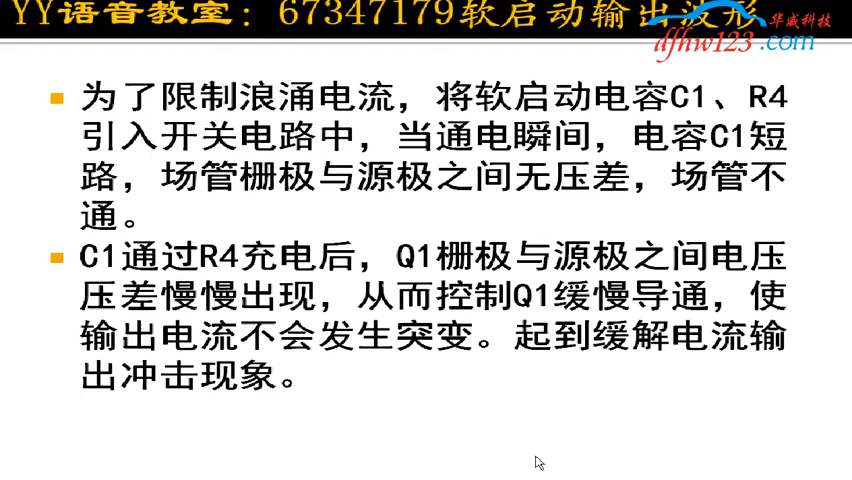 YY语音教室：67347179软启动输出波形
华威科技
dfhw123.com
为了限制浪涌电流，将软启动电容C1、R4
引入开关电路中，当通电瞬间，电容C1短
路，场管栅极与源极之间无压差，场管不
通。
C1通过R4充电后，Q1栅极与源极之间电压
压差慢慢出现，从而控制Q1缓慢导通，使
输出电流不会发生突变。起到缓解电流输
出冲击现象。